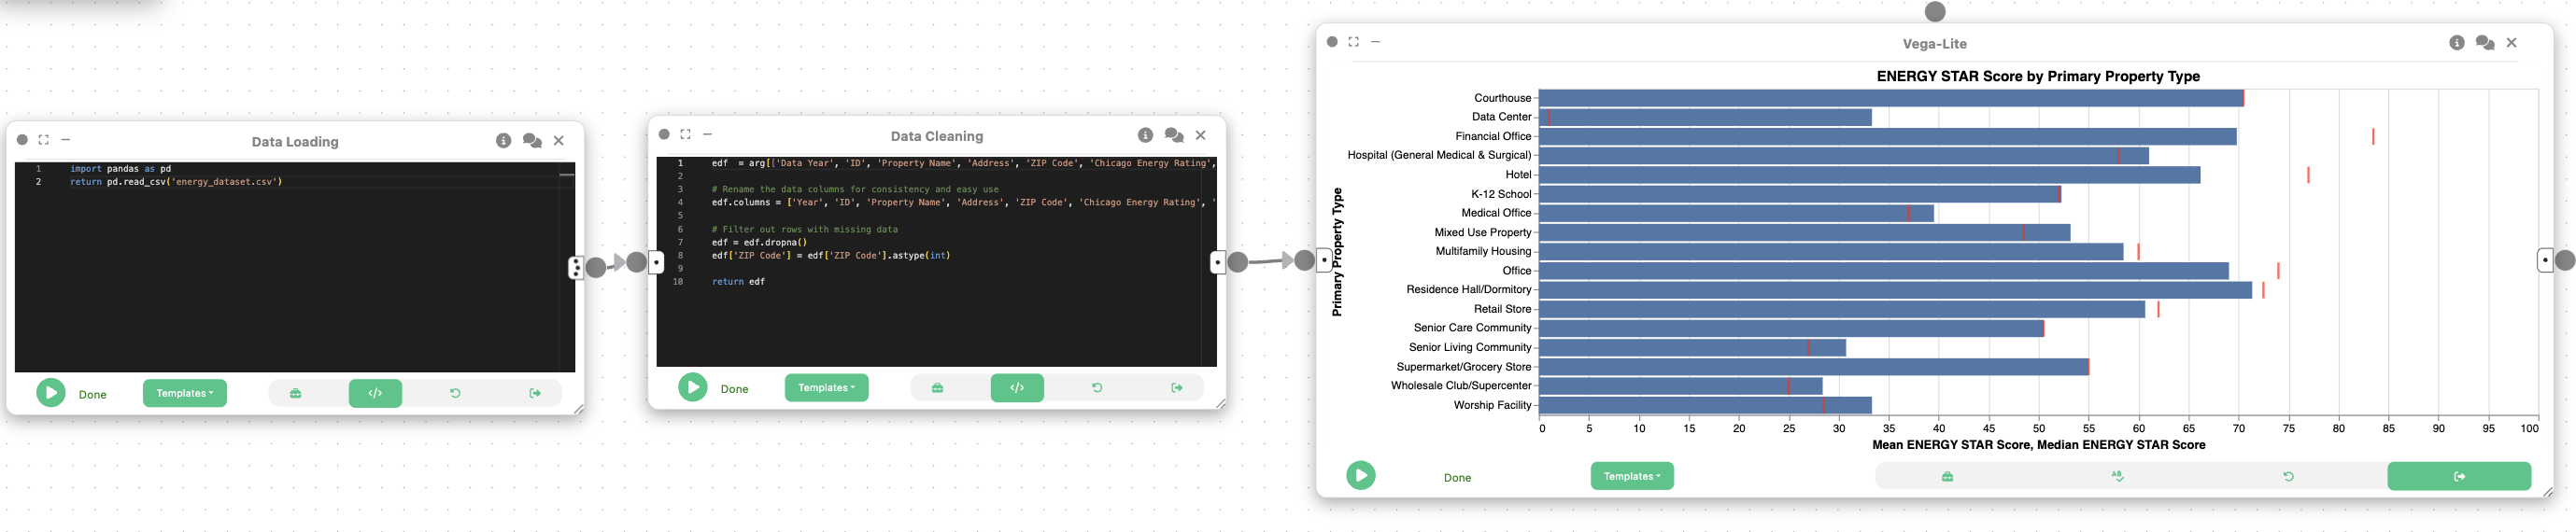 Data Loading
1 import pandas as pd
2 return pd.read_csv('energy_dataset.csv')
Done
Templates
</>
Data Cleaning
1 edf = arg[['Data Year', 'ID', 'Property Name', 'Address', 'ZIP Code', 'Chicago Energy Rating',
2
3 # Rename the data columns for consistency and easy use
4 edf.columns = ['Year', 'ID', 'Property Name', 'Address', 'ZIP Code', 'Chicago Energy Rating', '
5
6 # Filter out rows with missing data
7 edf = edf.dropna()
8 edf['ZIP Code'] = edf['ZIP Code'].astype(int)
9
10 return edf
Done
Templates
</>
Vega-Lite
ENERGY STAR Score by Primary Property Type
Primary Property Type
Courthouse
Data Center
Financial Office
Hospital (General Medical & Surgical)
Hotel
K-12 School
Medical Office
Mixed Use Property
Multifamily Housing
Office
Residence Hall/Dormitory
Retail Store
Senior Care Community
Senior Living Community
Supermarket/Grocery Store
Wholesale Club/Supercenter
Worship Facility
0 5 10 15 20 25 30 35 40 45 50 55 60 65 70 75 80 85 90 95 100
Mean ENERGY STAR Score, Median ENERGY STAR Score
Done
Templates